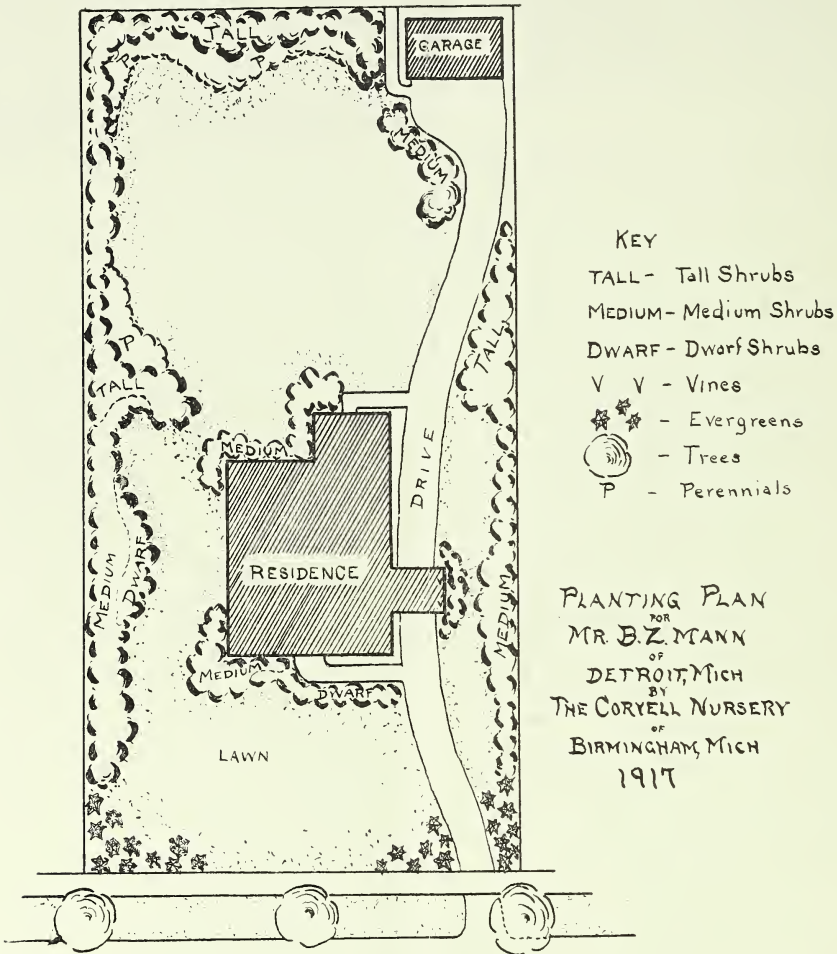 TALL
GARAGE
P P
MEDIUM
TALL
P
TALL
DRIVE
MEDIUM
RESIDENCE
MEDIUM
DWARF
MEDIUM
MEDIUM
DWARF
LAWN
KEY
TALL - Tall Shrubs
MEDIUM - Medium Shrubs
DWARF - Dwarf Shrubs
V V - Vines
- Evergreens
- Trees
P - Perennials
PLANTING PLAN
FOR
MR. B.Z. MANN
OF
DETROIT, MICH
BY
THE CORYELL NURSERY
OF
BIRMINGHAM, MICH
1917